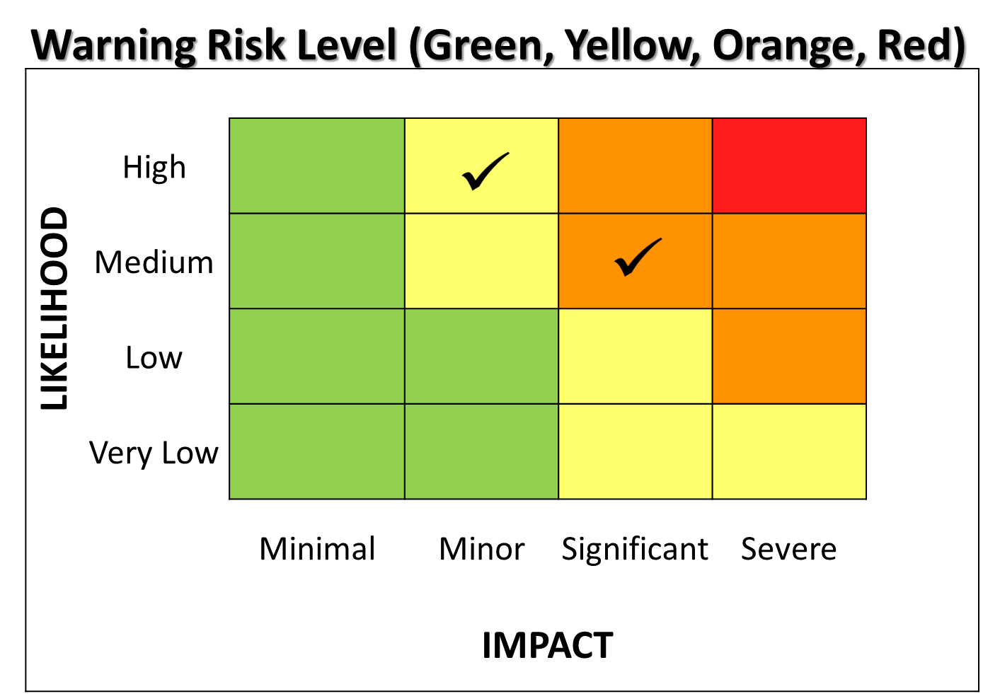 Warning Risk Level (Green, Yellow, Orange, Red)
LIKELIHOOD
High
Medium
Low
Very Low
Minimal
Minor
Significant
Severe
IMPACT